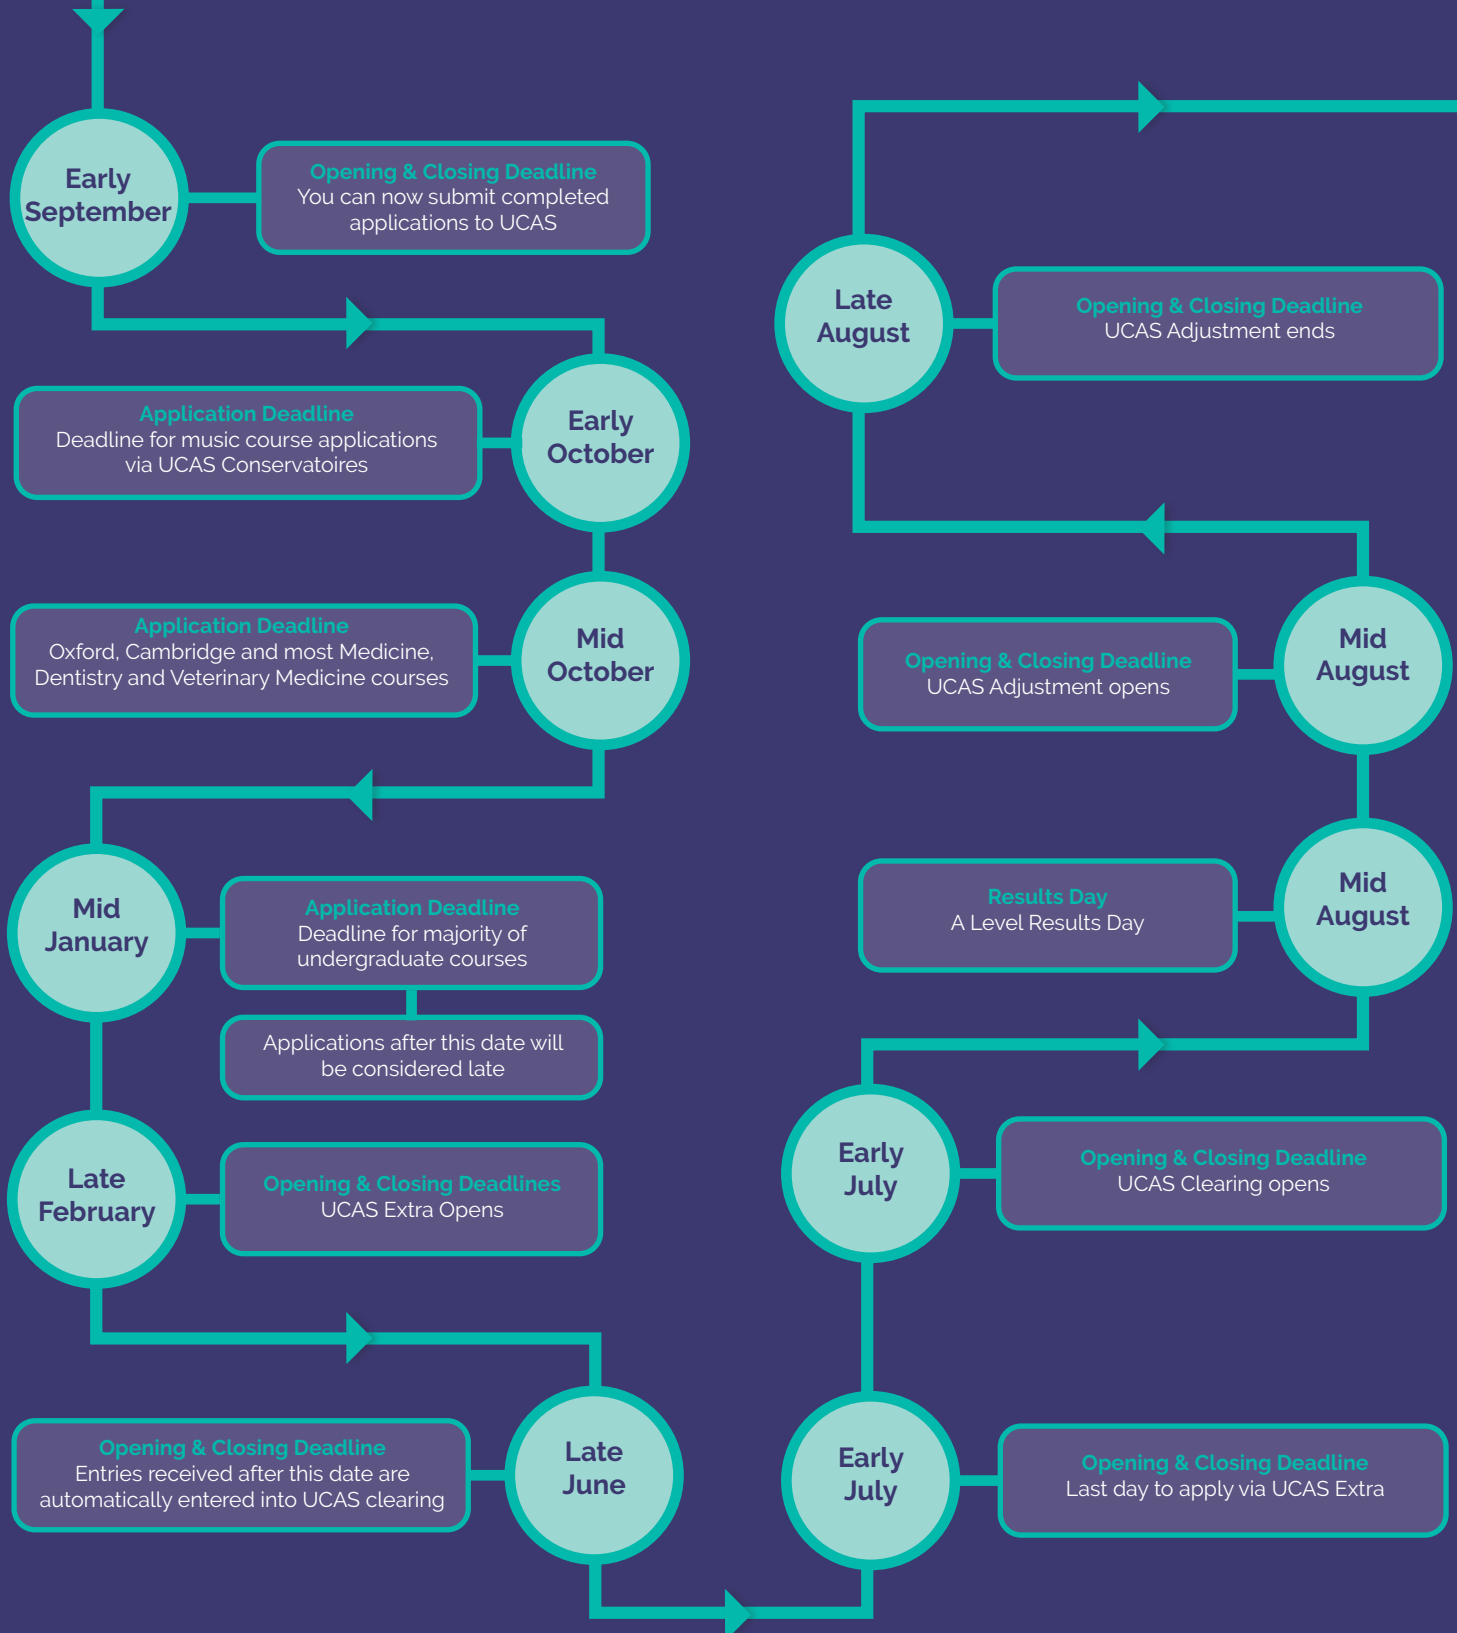 Early
September
Opening & Closing Deadline
You can now submit completed
applications to UCAS
Application Deadline
Deadline for music course applications
via UCAS Conservatoires
Early
October
Application Deadline
Oxford, Cambridge and most Medicine,
Dentistry and Veterinary Medicine courses
Mid
October
Mid
January
Application Deadline
Deadline for majority of
undergraduate courses
Applications after this date will
be considered late
Late
February
Opening & Closing Deadlines
UCAS Extra Opens
Opening & Closing Deadline
Entries received after this date are
automatically entered into UCAS clearing
Late
June
Early
July
Opening & Closing Deadline
Last day to apply via UCAS Extra
Early
July
Opening & Closing Deadline
UCAS Clearing opens
Results Day
A Level Results Day
Mid
August
Opening & Closing Deadline
UCAS Adjustment opens
Mid
August
Late
August
Opening & Closing Deadline
UCAS Adjustment ends